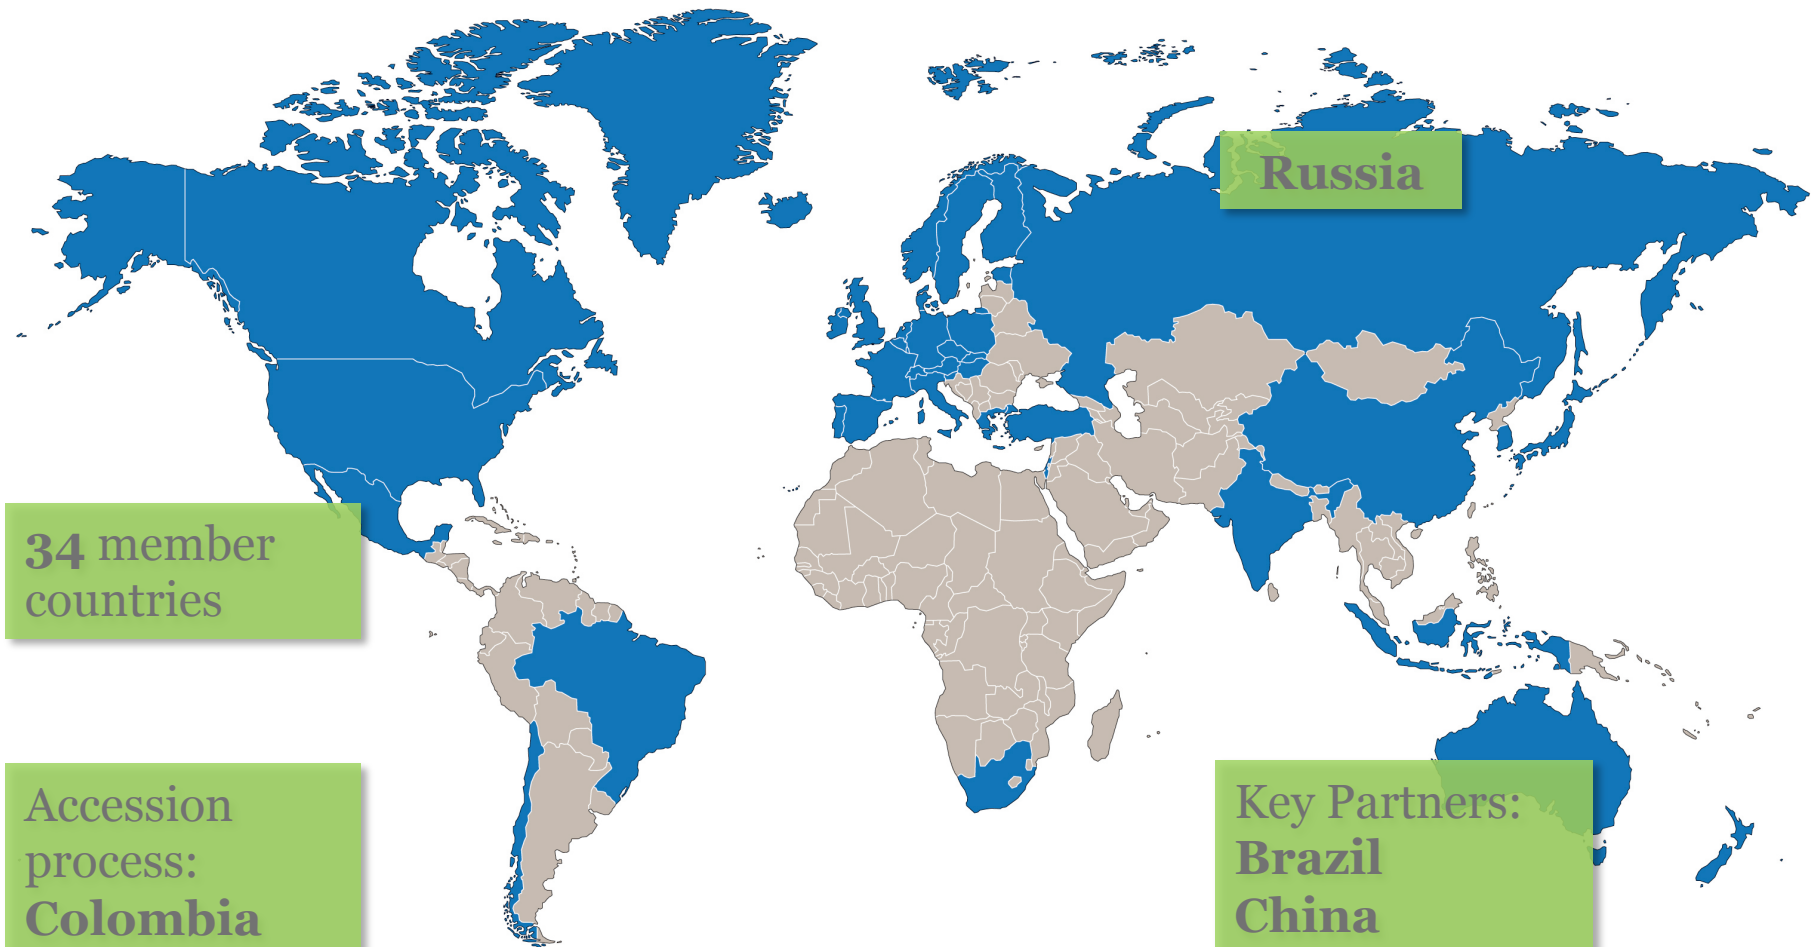 Russia
34 member
countries
Accession
process:
Colombia
Key Partners:
Brazil
China